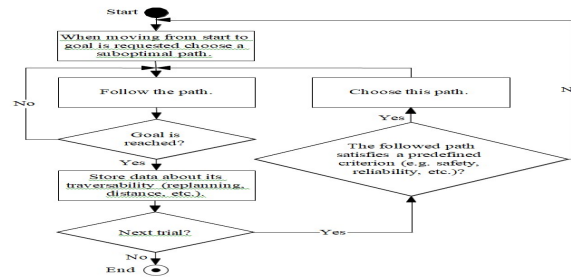 Start
When moving from start to
goal is requested choose a
suboptimal path.
Follow the path.
Choose this path.
No
No
Goal is
reached?
Yes
Yes
The followed path
satisfies a predefined
criterion (e.g. safety,
reliability, etc.)?
Store data about its
traversability (replanning,
distance, etc.).
Next trial?
Yes
No
End